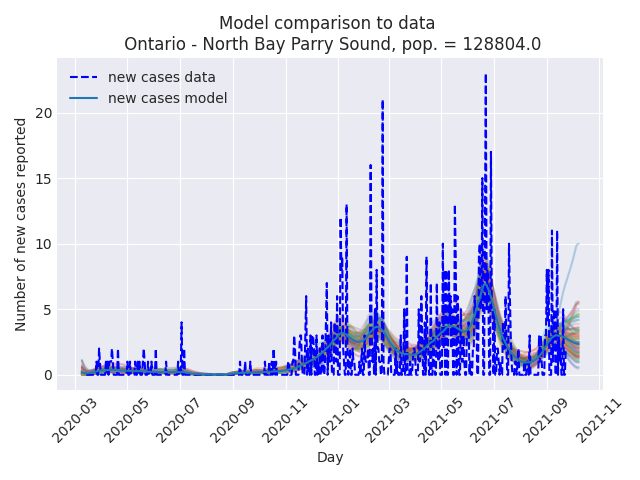 Model comparison to data
Ontario - North Bay Parry Sound, pop. = 128804.0
new cases data
new cases model
Number of new cases reported
20
15
10
5
0
2020-03
2020-05
2020-07
2020-09
2020-11
2021-01
2021-03
2021-05
2021-07
2021-09
2021-11
Day